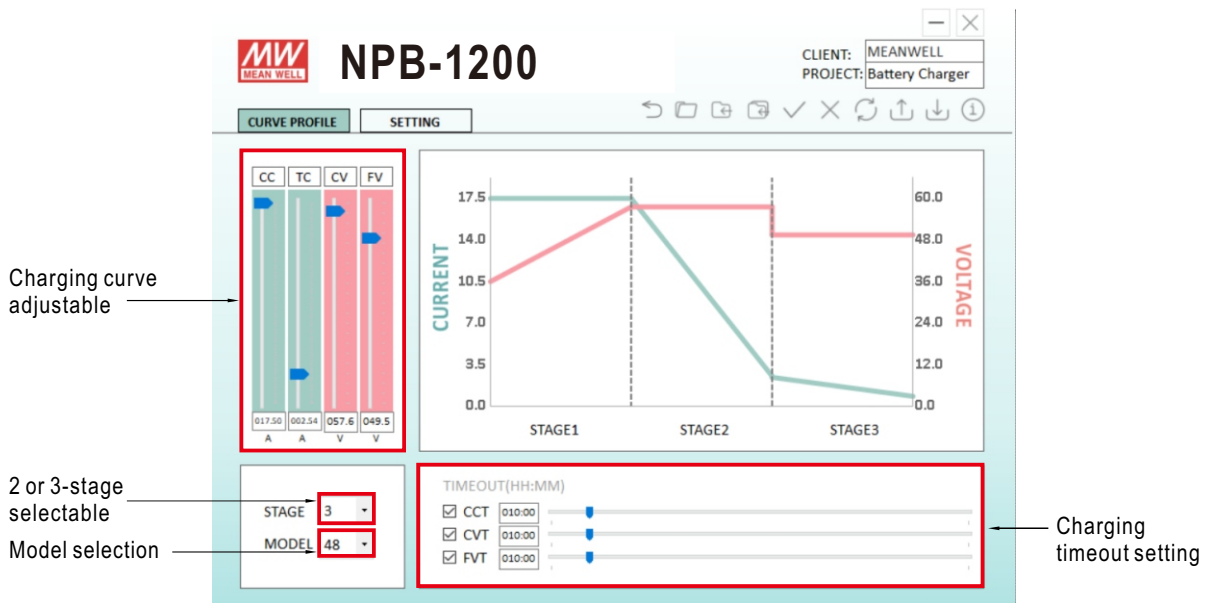 MW
MEAN WELL
NPB-1200
CLIENT: MEANWELL
PROJECT: Battery Charger
CURVE PROFILE SETTING
CC TC CV FV
017.50 002.54 057.6 049.5
A A V V
Charging curve
adjustable
CURRENT
17.5
14.0
10.5
7.0
3.5
0.0
60.0
48.0
36.0
24.0
12.0
0.0
VOLTAGE
STAGE1 STAGE2 STAGE3
2 or 3-stage
selectable
Model selection
STAGE 3
MODEL 48
TIMEOUT(HH:MM)
CCT 010:00
CVT 010:00
FVT 010:00
Charging
timeout setting